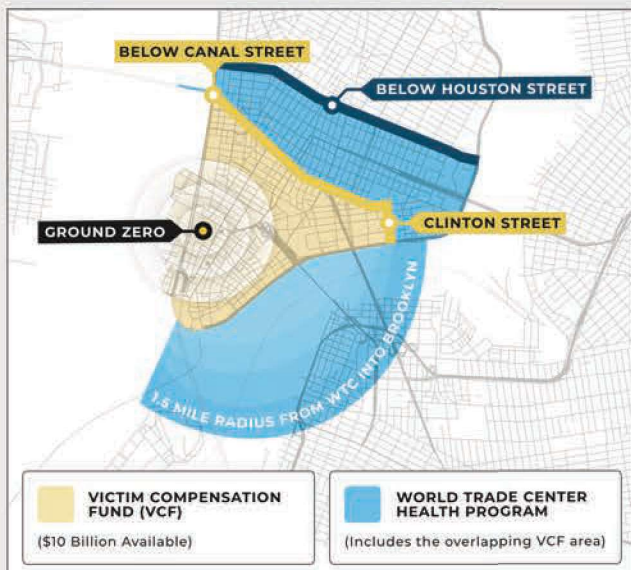 BELOW CANAL STREET
BELOW HOUSTON STREET
CLINTON STREET
GROUND ZERO
1.5 MILE RADIUS FROM WTC INTO BROOKLYN
VICTIM COMPENSATION
FUND (VCF)
($10 Billion Available)
WORLD TRADE CENTER
HEALTH PROGRAM
(Includes the overlapping VCF area)